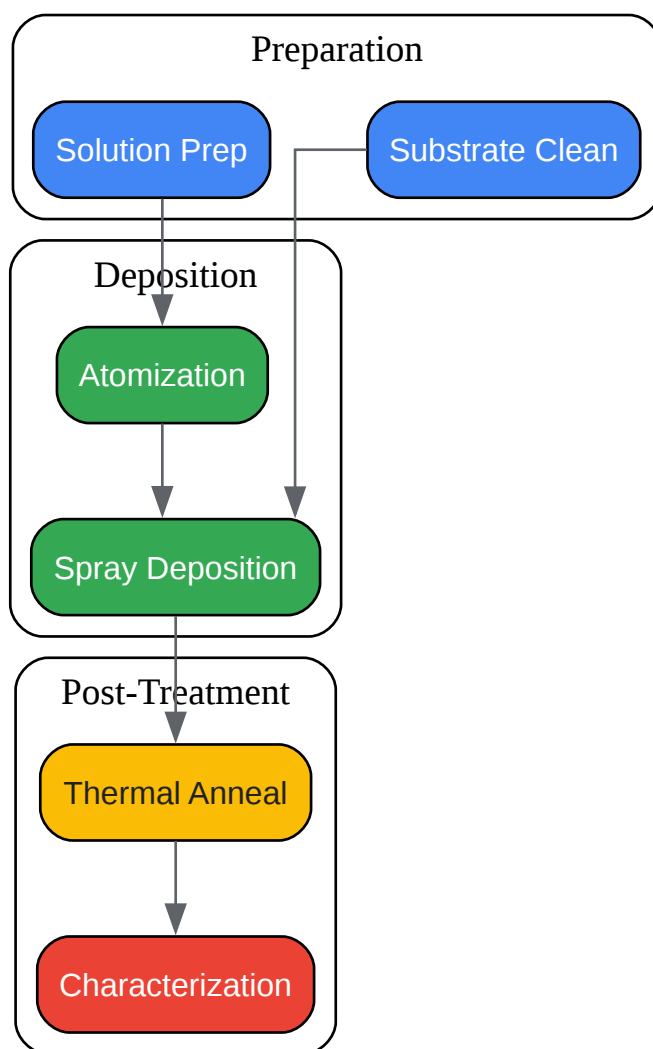 Preparation
Solution Prep
Substrate Clean
Deposition
Atomization
Spray Deposition
Post-Treatment
Thermal Anneal
Characterization